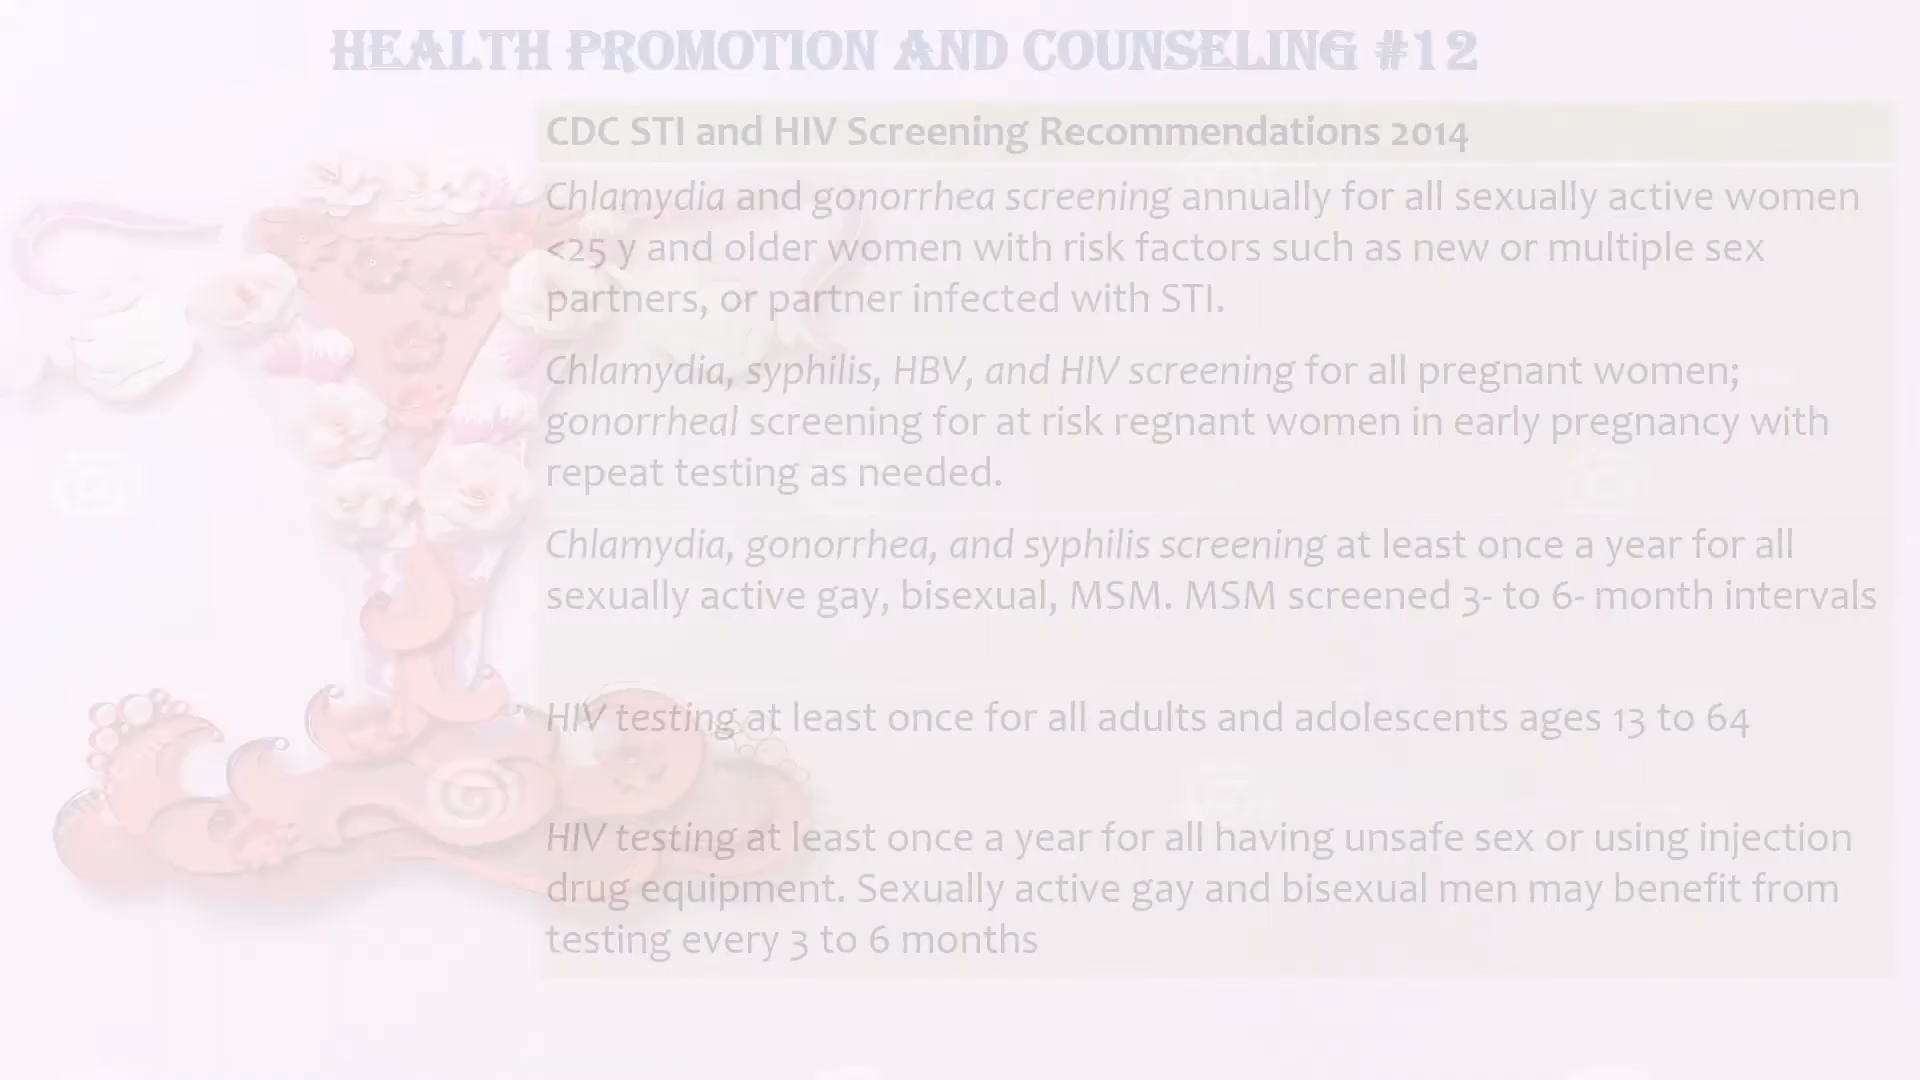 HEALTH PROMOTION AND COUNSELING #12
CDC STI and HIV Screening Recommendations 2014
Chlamydia and gonorrhea screening annually for all sexually active women
<25 y and older women with risk factors such as new or multiple sex
partners, or partner infected with STI.
Chlamydia, syphilis, HBV, and HIV screening for all pregnant women;
gonorrheal screening for at risk regnant women in early pregnancy with
repeat testing as needed.
Chlamydia, gonorrhea, and syphilis screening at least once a year for all
sexually active gay, bisexual, MSM. MSM screened 3- to 6- month intervals
HIV testing at least once for all adults and adolescents ages 13 to 64
HIV testing at least once a year for all having unsafe sex or using injection
drug equipment. Sexually active gay and bisexual men may benefit from
testing every 3 to 6 months